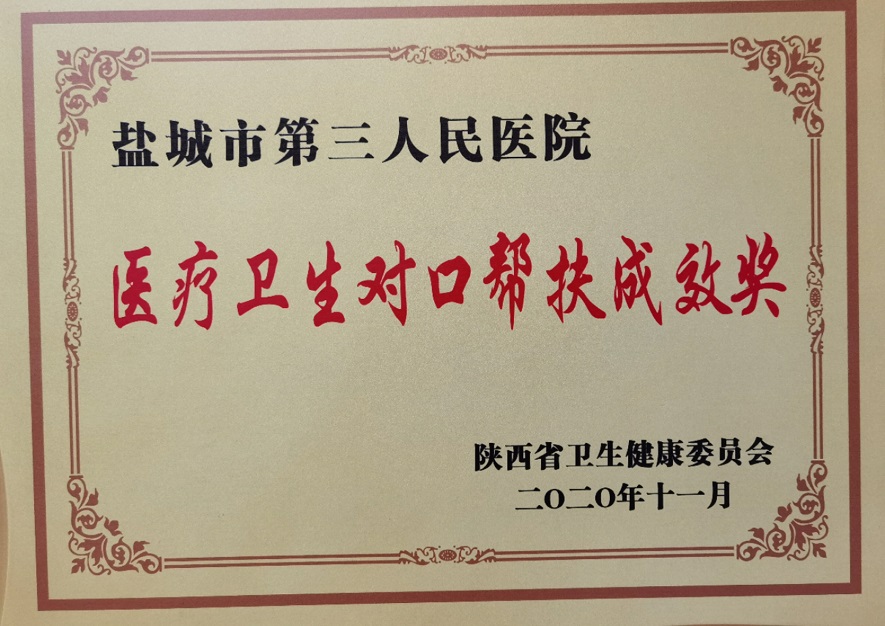 盐城市第三人民医院
医疗卫生对口帮扶成效奖
陕西省卫生健康委员会
二〇二〇年十一月